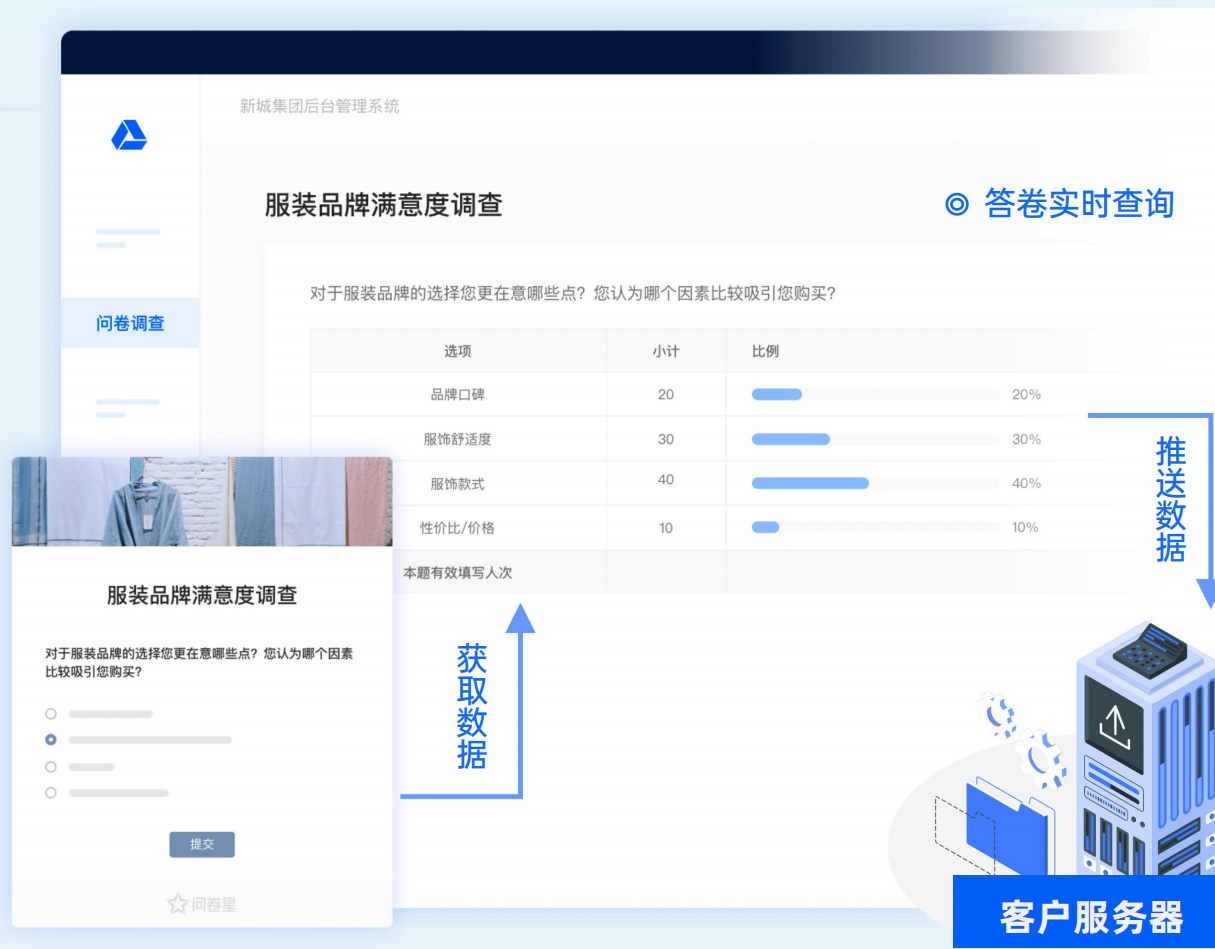 新城集团后台管理系统
服装品牌满意度调查
答卷实时查询
问卷调查
对于服装品牌的选择您更在意哪些点？您认为哪个因素比较吸引您购买？
选项 小计 比例
品牌口碑 20 20%
服饰舒适度 30 30%
服饰款式 40 40%
性价比/价格 10 10%
本题有效填写人次
推送数据
获取数据
服装品牌满意度调查
对于服装品牌的选择您更在意哪些点？您认为哪个因素
比较吸引您购买？
提交
问卷星
客户服务器